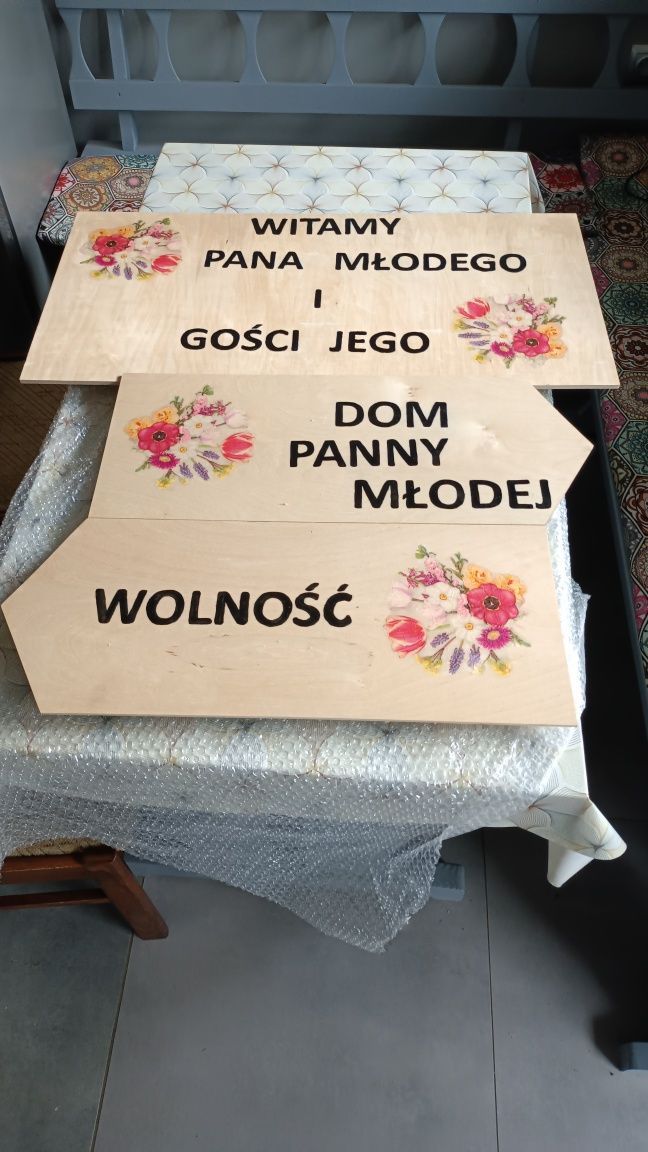 WITAMY
PANA MŁODEGO
I
GOŚCI JEGO
DOM
PANNY
MŁODEJ
WOLNOŚĆ